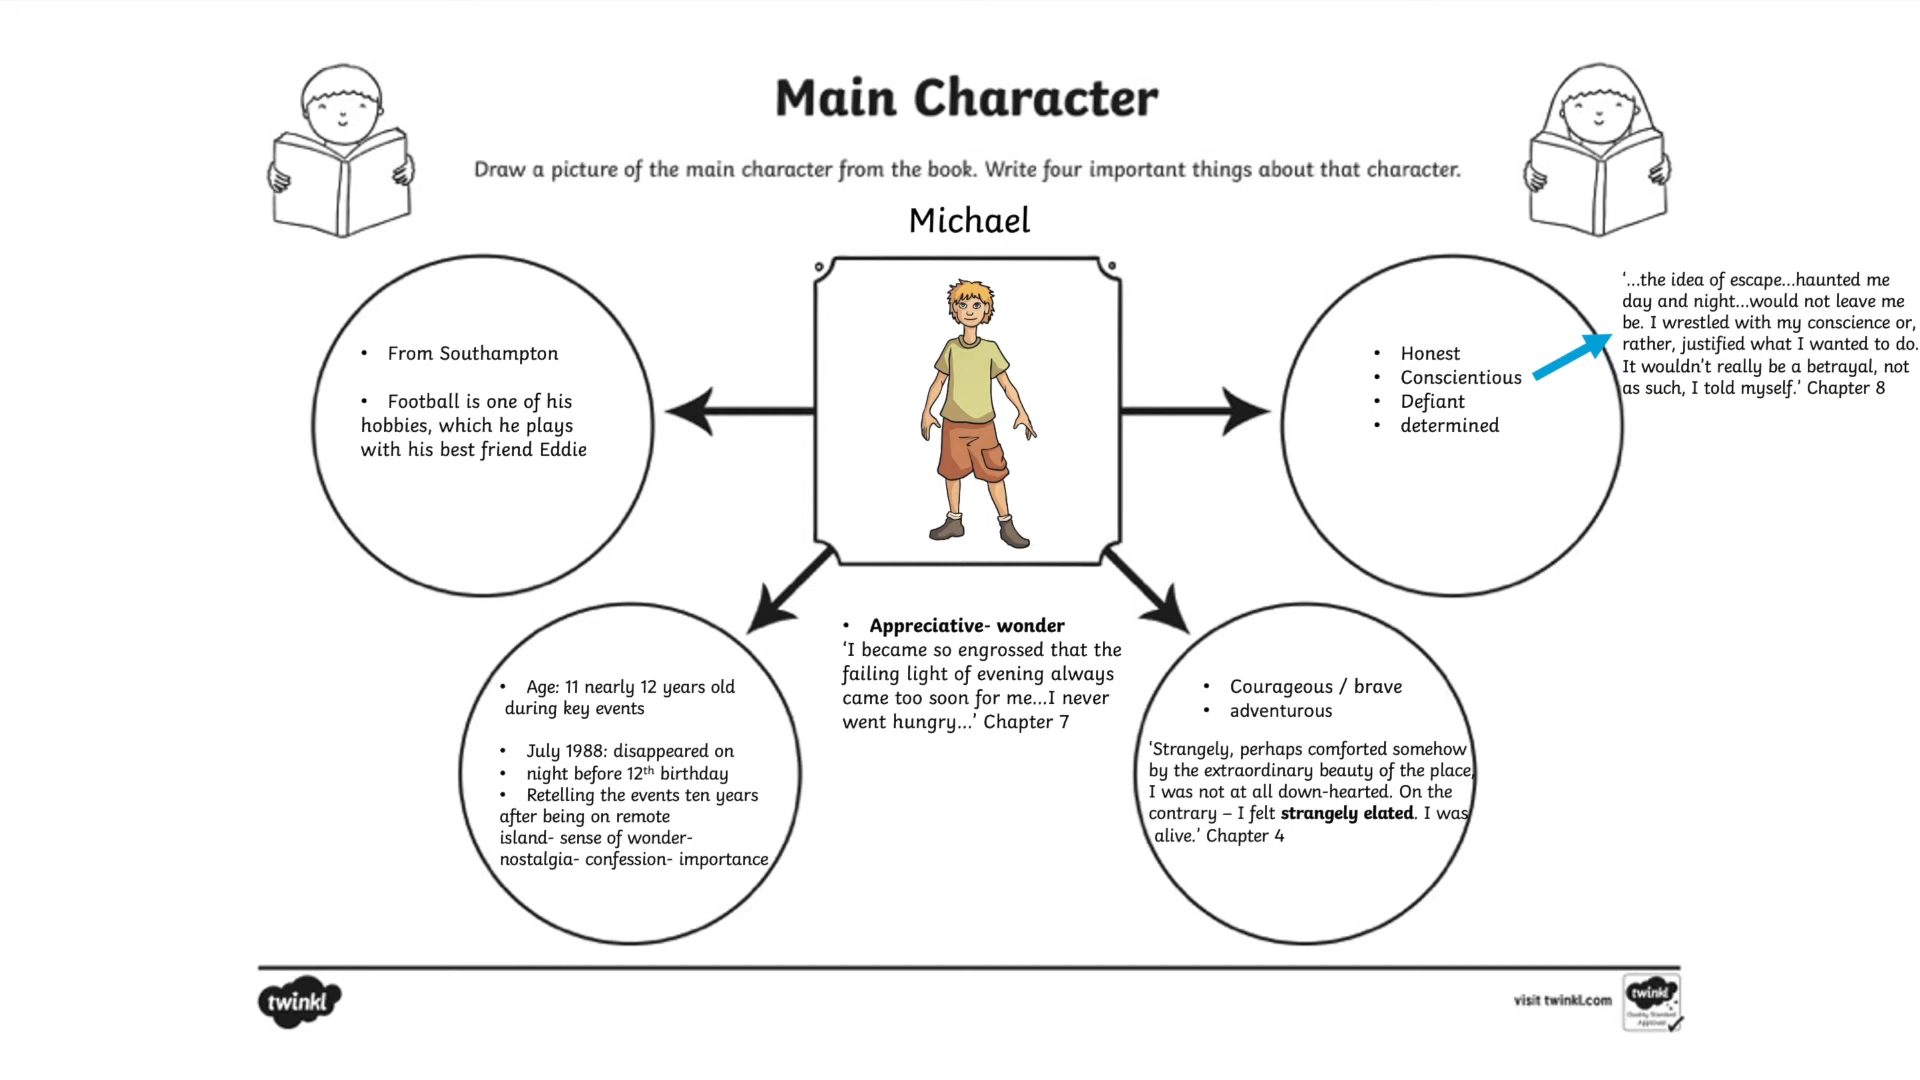 Main Character
Draw a picture of the main character from the book. Write four important things about that character.
Michael
• From Southampton
• Football is one of his
hobbies, which he plays
with his best friend Eddie
• Honest
• Conscientious
• Defiant
• determined
‘...the idea of escape...haunted me
day and night...would not leave me
be. I wrestled with my conscience or,
rather, justified what I wanted to do.
It wouldn’t really be a betrayal, not
as such, I told myself.’ Chapter 8
• Age: 11 nearly 12 years old
during key events
• July 1988: disappeared on
• night before 12th birthday
• Retelling the events ten years
after being on remote
island- sense of wonder-
nostalgia- confession- importance
• Appreciative- wonder
‘I became so engrossed that the
failing light of evening always
came too soon for me...I never
went hungry...’ Chapter 7
• Courageous / brave
• adventurous
‘Strangely, perhaps comforted somehow
by the extraordinary beauty of the place,
I was not at all down-hearted. On the
contrary – I felt strangely elated. I was
alive.’ Chapter 4
twinkl
visit twinkl.com
twinkl
Quality Standard
Approved